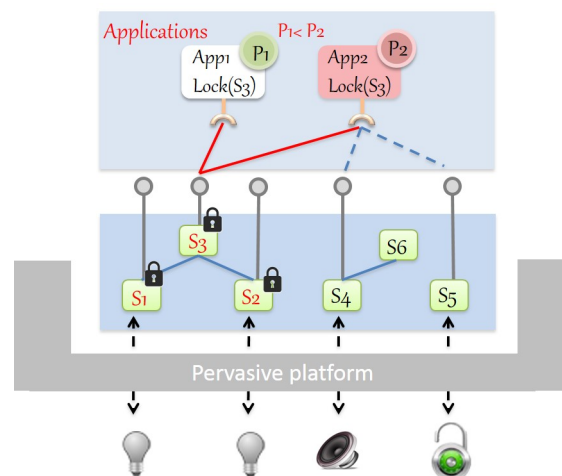 Applications
P1< P2
App1
Lock(S3)
P1
App2
Lock(S3)
P2
S3
S6
S1
S2
S4
S5
Pervasive platform